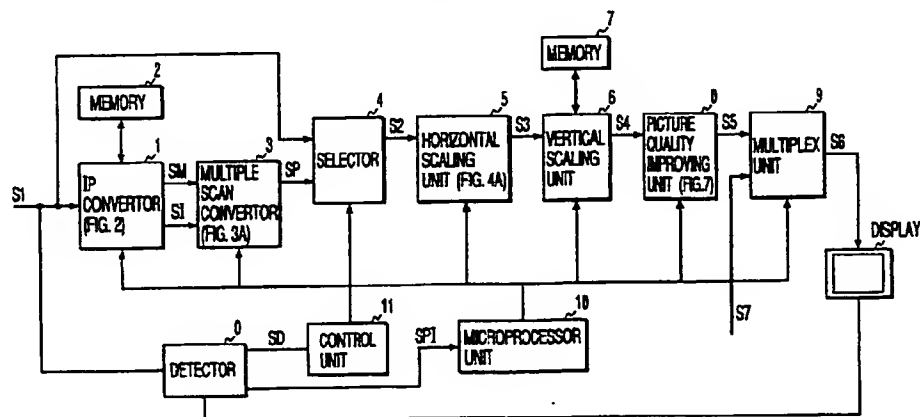 7
MEMORY
2
MEMORY
4
5
6
8
9
1
3
S1
IP
CONVERTOR
(FIG. 2)
SM
SI
MULTIPLE
SCAN
CONVERTOR
(FIG. 3A)
SP
SELECTOR
S2
HORIZONTAL
SCALING
UNIT (FIG. 4A)
S3
VERTICAL
SCALING
UNIT
S4
PICTURE
QUALITY
IMPROVING
UNIT (FIG.7)
S5
MULTIPLEX
UNIT
S6
DISPLAY
S7
0
DETECTOR
SD
11
CONTROL
UNIT
SPI
10
MICROPROCESSOR
UNIT